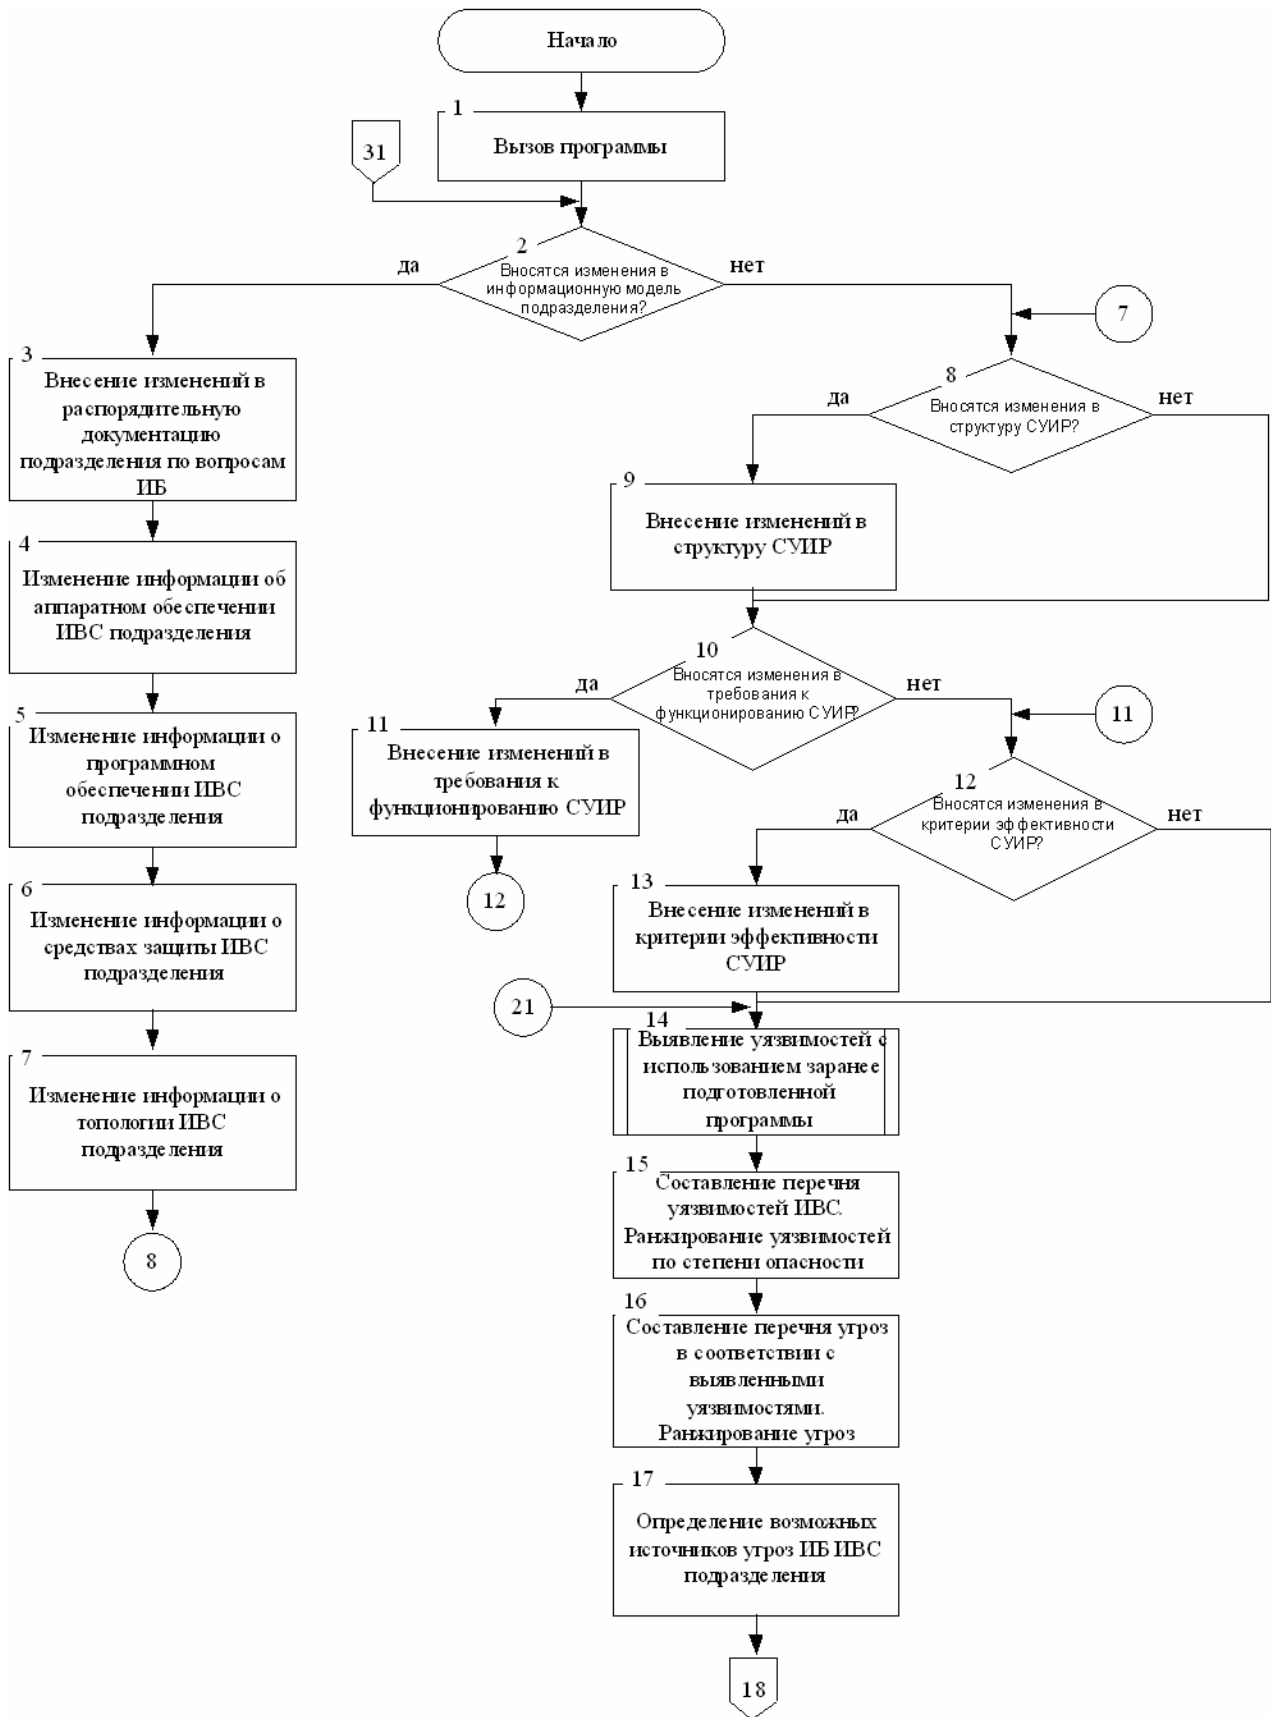 Начало
1
Вызов программы
31
2
Вносятся изменения в
информационную модель
подразделения?
да
нет
7
3
Внесение изменений в
распорядительную
документацию
подразделения по вопросам
ИБ
8
Вносятся изменения в
структуру СУИР?
да
нет
9
Внесение изменений в
структуру СУИР
4
Изменение информации об
аппаратном обеспечении
ИВС подразделения
10
Вносятся изменения в
требования к
функционированию СУИР?
да
нет
11
5
Изменение информации о
программном
обеспечении ИВС
подразделения
11
Внесение изменений в
требования к
функционированию СУИР
12
12
Вносятся изменения в
критерии эффективности
СУИР?
да
нет
6
Изменение информации о
средствах защиты ИВС
подразделения
13
Внесение изменений в
критерии эффективности
СУИР
21
14
Выявление уязвимостей с
использованием заранее
подготовленной
программы
7
Изменение информации о
топологии ИВС
подразделения
8
15
Составление перечня
уязвимостей ИВС.
Ранжирование уязвимостей
по степени опасности
16
Составление перечня угроз
в соответствии с
выявленными
уязвимостями.
Ранжирование угроз
17
Определение возможных
источников угроз ИБ ИВС
подразделения
18